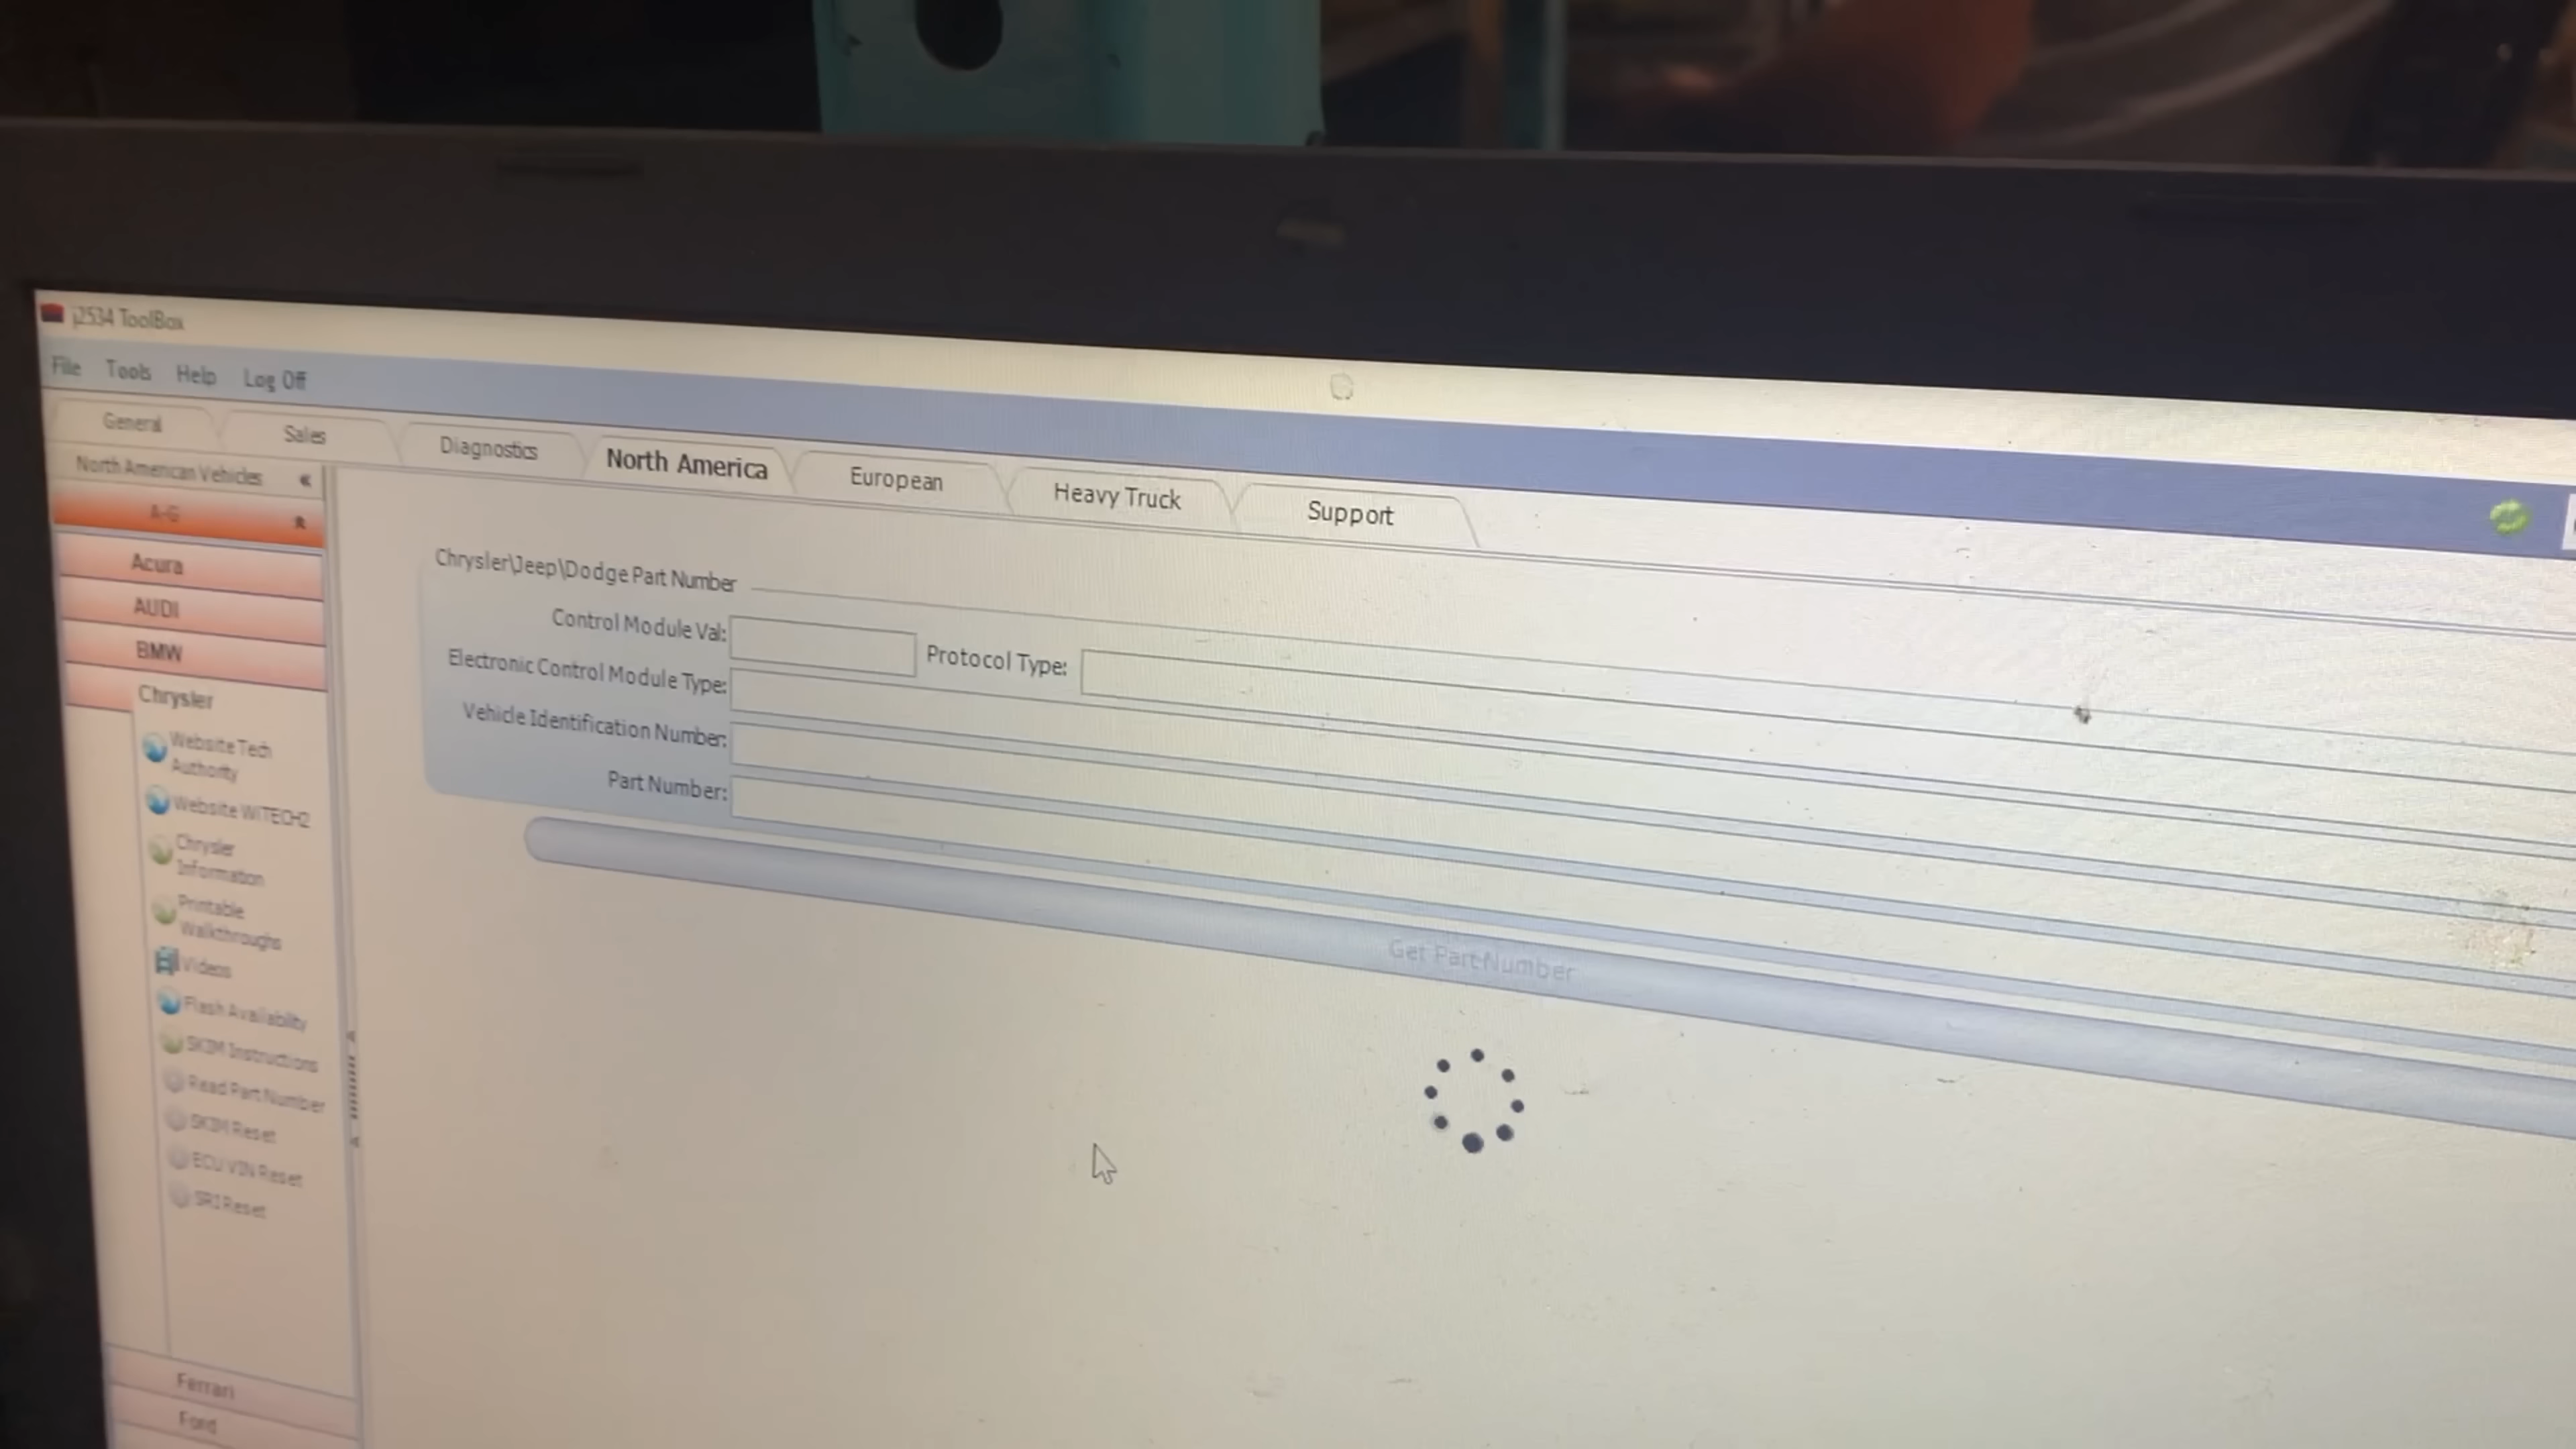 j2534 ToolBox
File Tools Help Log Off
General Sales Diagnostics North America European Heavy Truck Support
North American Vehicles «
A-G
Acura
AUDI
BMW
Chrysler
Website Tech
Authority
Website WITECH2
Chrysler
Information
Printable
Walkthroughs
Videos
Flash Availability
SKIM Instructions
Read Part Number
SKIM Reset
ECU VIN Reset
SRI Reset
Ferrari
Ford
Chrysler\Jeep\Dodge Part Number
Control Module Val: Protocol Type:
Electronic Control Module Type:
Vehicle Identification Number:
Part Number:
Get Part Number